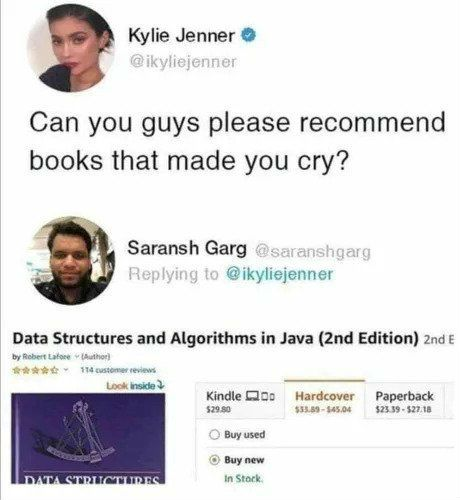 Kylie Jenner
@ikyliejenner
Can you guys please recommend
books that made you cry?
Saransh Garg @saranshgarg
Replying to @ikyliejenner
Data Structures and Algorithms in Java (2nd Edition) 2nd E
by Robert Lafore (Author)
114 customer reviews
Look inside
Kindle Hardcover Paperback
$29.80 $33.89 - $45.04 $23.39 - $27.18
Buy used
Buy new
In Stock.
DATA STRUCTURES